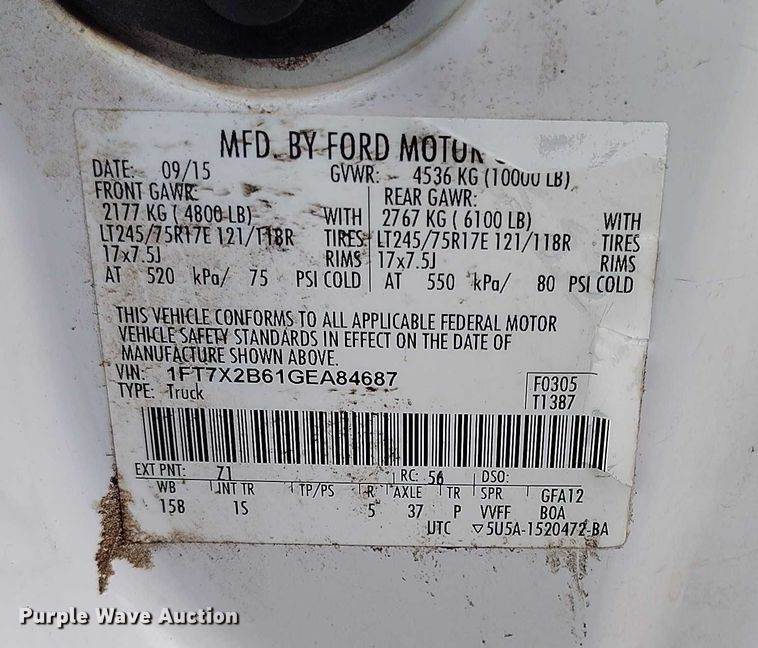 MFD. BY FORD MOTOR
DATE: 09/15 GVWR: 4536 KG (10000 LB)
FRONT GAWR: REAR GAWR:
2177 KG ( 4800 LB) WITH 2767 KG ( 6100 LB) WITH
LT245/75R17E 121/118R TIRES LT245/75R17E 121/118R TIRES
17x7.5J RIMS 17x7.5J RIMS
AT 520 kPa/ 75 PSI COLD AT 550 kPa/ 80 PSI COLD
THIS VEHICLE CONFORMS TO ALL APPLICABLE FEDERAL MOTOR
VEHICLE SAFETY STANDARDS IN EFFECT ON THE DATE OF
MANUFACTURE SHOWN ABOVE.
VIN: 1FT7X2B61GEA84687 F0305
TYPE: Truck T1387
EXT PNT: Z1 RC: 56 DSO:
WB INT TR TP/PS R AXLE TR SPR GFA12
158 1S 5 37 P VVFF BOA
UTC ▽5U5A-1520472-BA
Purple Wave Auction